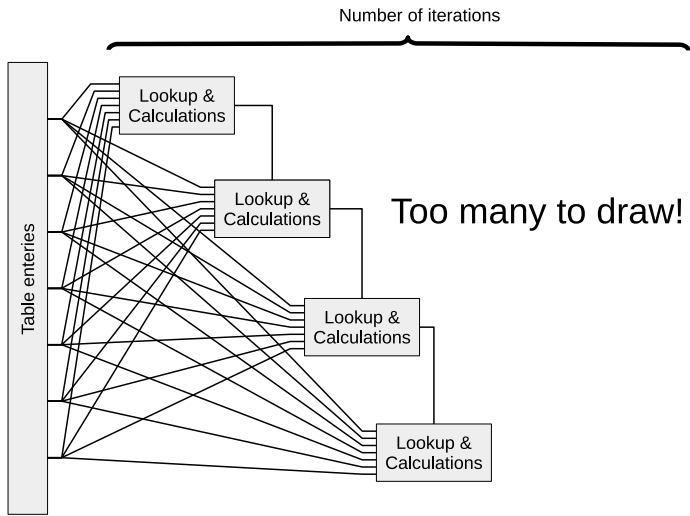 Number of iterations
Lookup &
Calculations
Lookup &
Calculations
Too many to draw!
Table enteries
Lookup &
Calculations
Lookup &
Calculations